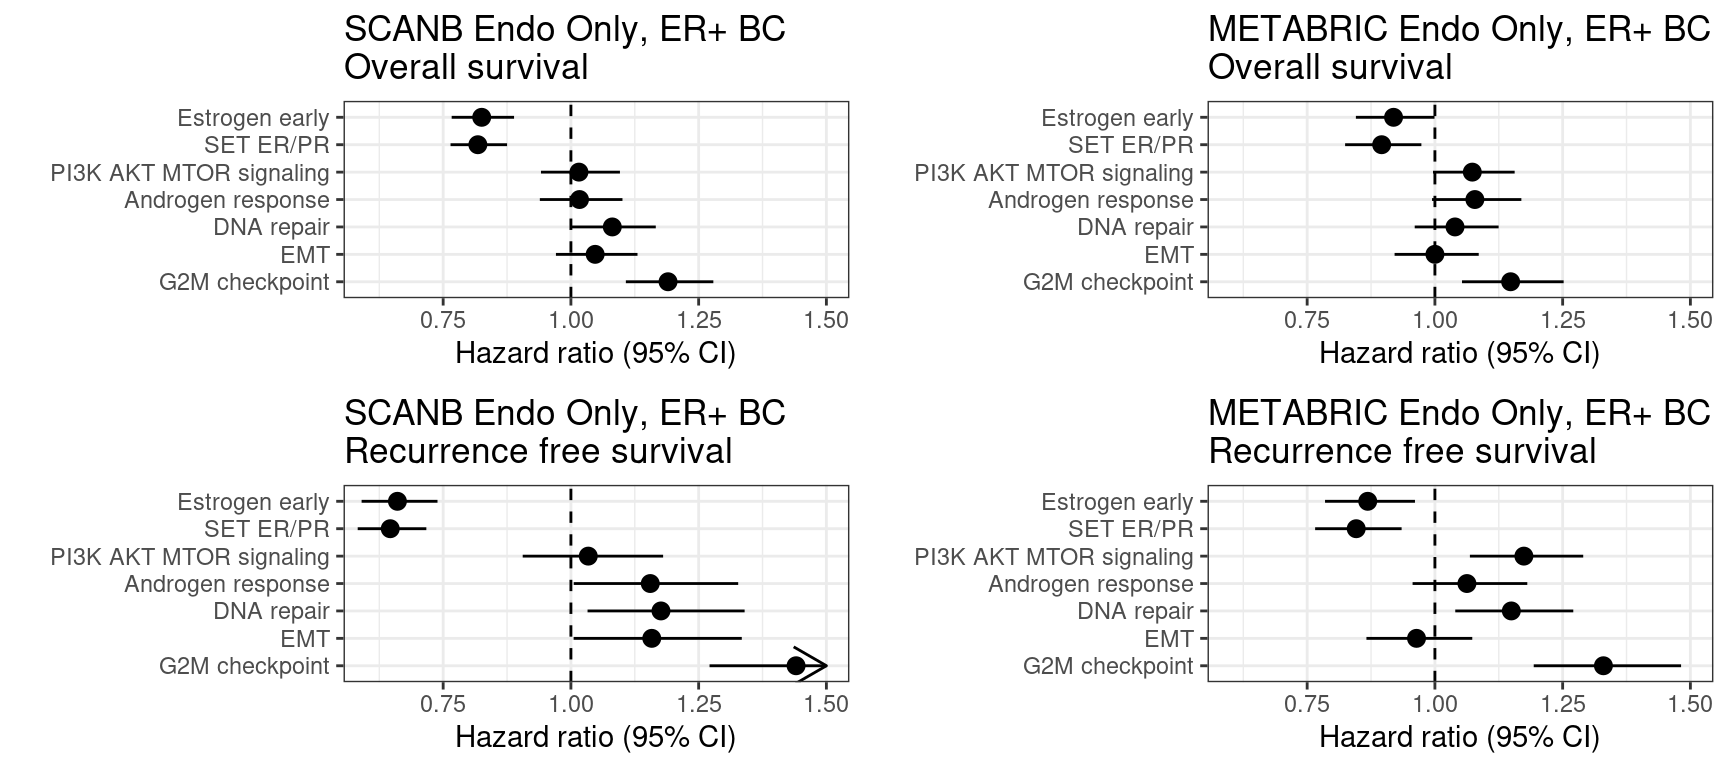 SCANB Endo Only, ER+ BC
Overall survival
Estrogen early
SET ER/PR
PI3K AKT MTOR signaling
Androgen response
DNA repair
EMT
G2M checkpoint
0.75 1.00 1.25 1.50
Hazard ratio (95% CI)
METABRIC Endo Only, ER+ BC
Overall survival
Estrogen early
SET ER/PR
PI3K AKT MTOR signaling
Androgen response
DNA repair
EMT
G2M checkpoint
0.75 1.00 1.25 1.50
Hazard ratio (95% CI)
SCANB Endo Only, ER+ BC
Recurrence free survival
Estrogen early
SET ER/PR
PI3K AKT MTOR signaling
Androgen response
DNA repair
EMT
G2M checkpoint
0.75 1.00 1.25 1.50
Hazard ratio (95% CI)
METABRIC Endo Only, ER+ BC
Recurrence free survival
Estrogen early
SET ER/PR
PI3K AKT MTOR signaling
Androgen response
DNA repair
EMT
G2M checkpoint
0.75 1.00 1.25 1.50
Hazard ratio (95% CI)